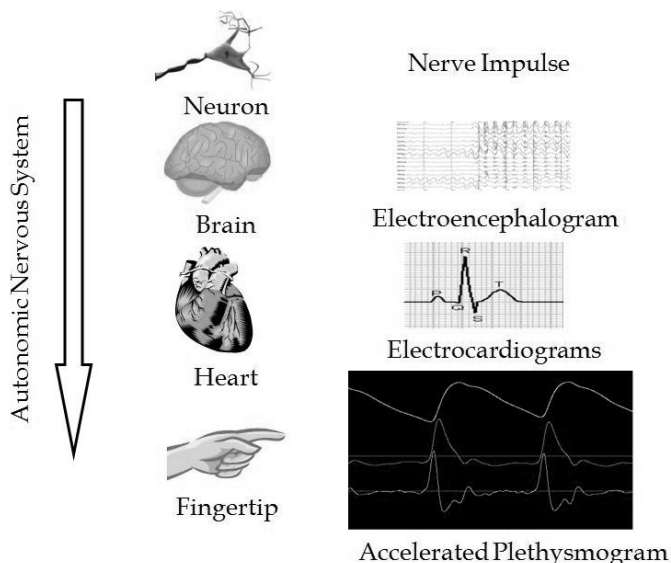 Nerve Impulse
Neuron
Autonomic Nervous System
Brain
Electroencephalogram
R
P
T
Q
S
Electrocardiograms
Heart
Fingertip
Accelerated Plethysmogram